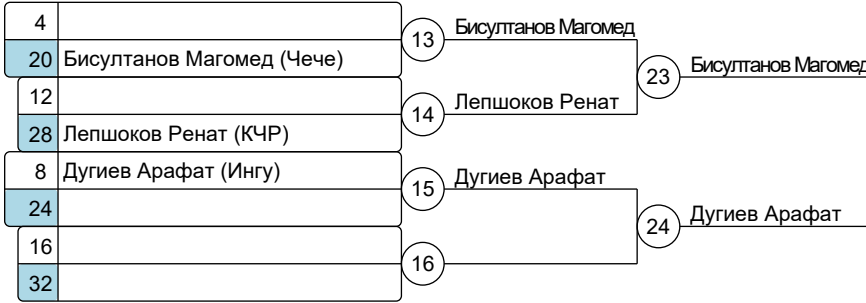 4
13
Бисултанов Магомед
20 Бисултанов Магомед (Чече)
23
Бисултанов Магомед
12
14
Лепшоков Ренат
28 Лепшоков Ренат (КЧР)
8 Дугиев Арафат (Ингу)
15
Дугиев Арафат
24
24
Дугиев Арафат
16
16
32